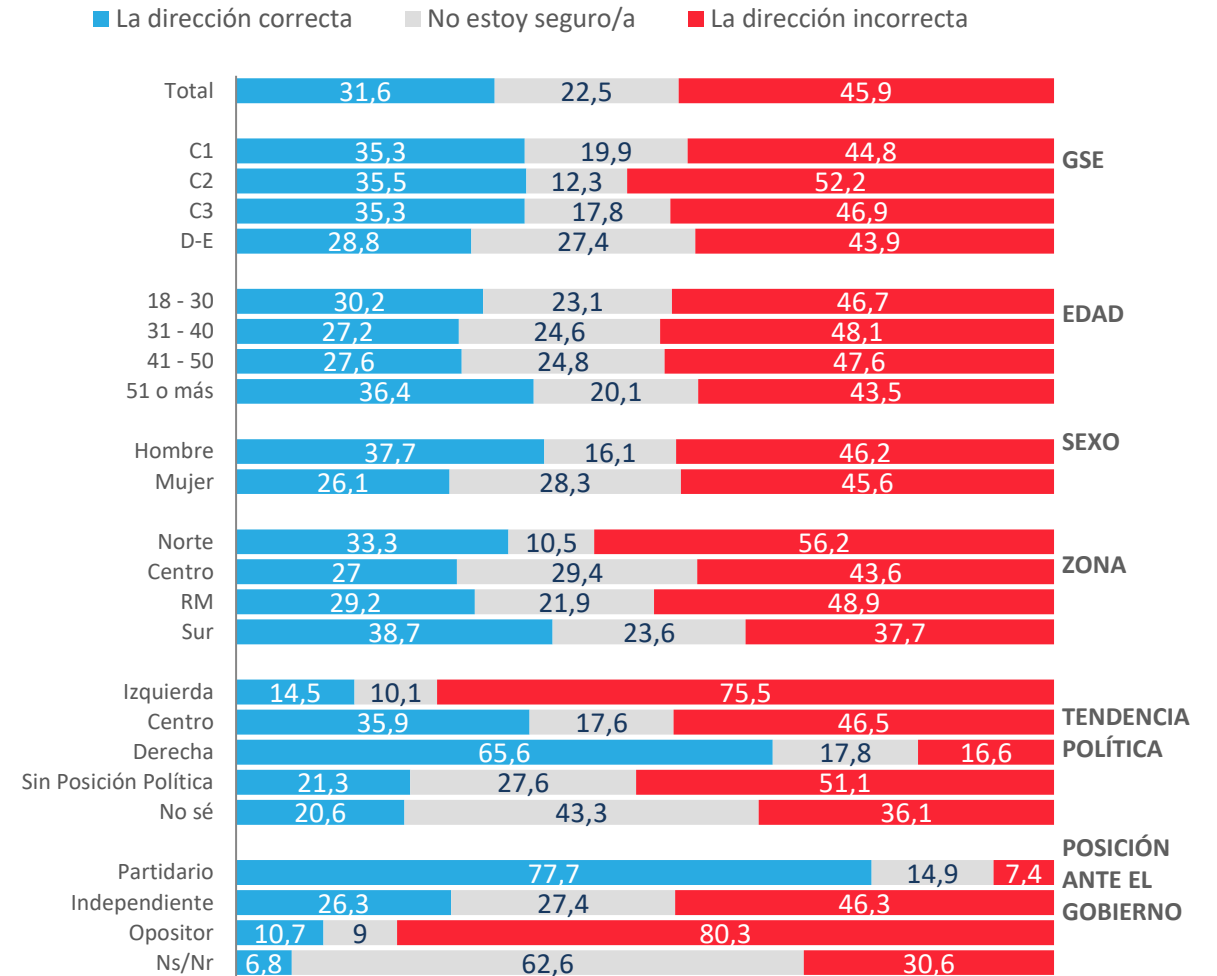 La dirección correcta No estoy seguro/a La dirección incorrecta
Total 31,6 22,5 45,9
C1 35,3 19,9 44,8
GSE
C2 35,5 12,3 52,2
C3 35,3 17,8 46,9
D-E 28,8 27,4 43,9
18 - 30 30,2 23,1 46,7
EDAD
31 - 40 27,2 24,6 48,1
41 - 50 27,6 24,8 47,6
51 o más 36,4 20,1 43,5
SEXO
Hombre 37,7 16,1 46,2
Mujer 26,1 28,3 45,6
Norte 33,3 10,5 56,2
ZONA
Centro 27 29,4 43,6
RM 29,2 21,9 48,9
Sur 38,7 23,6 37,7
Izquierda 14,5 10,1 75,5
TENDENCIA
Centro 35,9 17,6 46,5
POLÍTICA
Derecha 65,6 17,8 16,6
Sin Posición Política 21,3 27,6 51,1
No sé 20,6 43,3 36,1
POSICIÓN
Partidario 77,7 14,9 7,4
ANTE EL
Independiente 26,3 27,4 46,3
GOBIERNO
Opositor 10,7 9 80,3
Ns/Nr 6,8 62,6 30,6